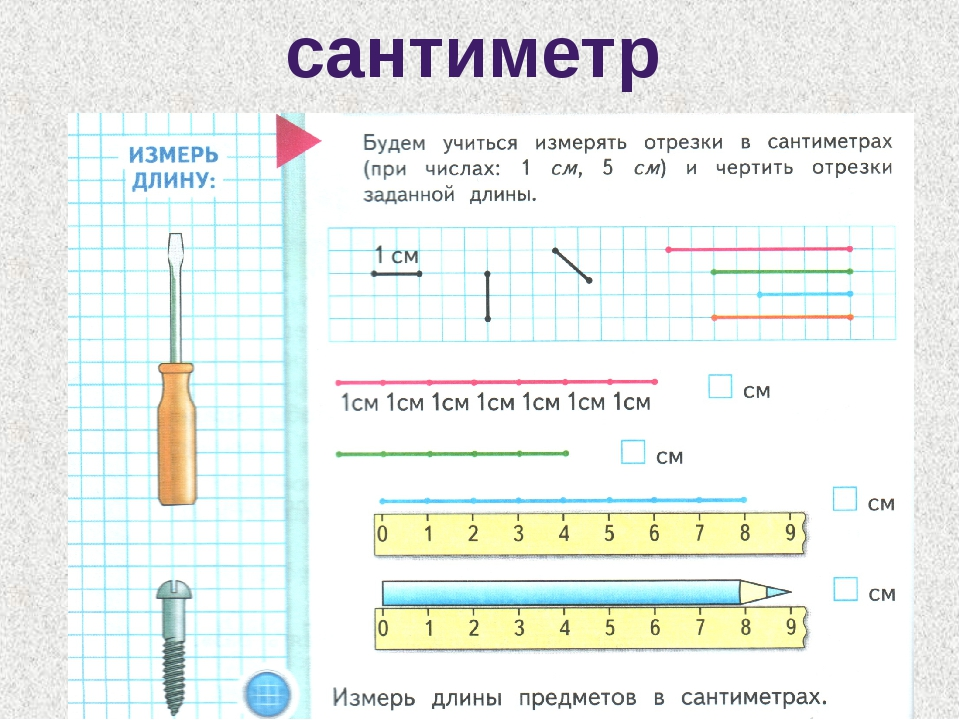 сантиметр
ИЗМЕРЬ
ДЛИНУ:
Будем учиться измерять отрезки в сантиметрах
(при числах: 1 см, 5 см) и чертить отрезки
заданной длины.
1 см
1см 1см 1см 1см 1см 1см 1см
см
см
см
0 1 2 3 4 5 6 7 8 9
см
0 1 2 3 4 5 6 7 8 9
Измерь длины предметов в сантиметрах.